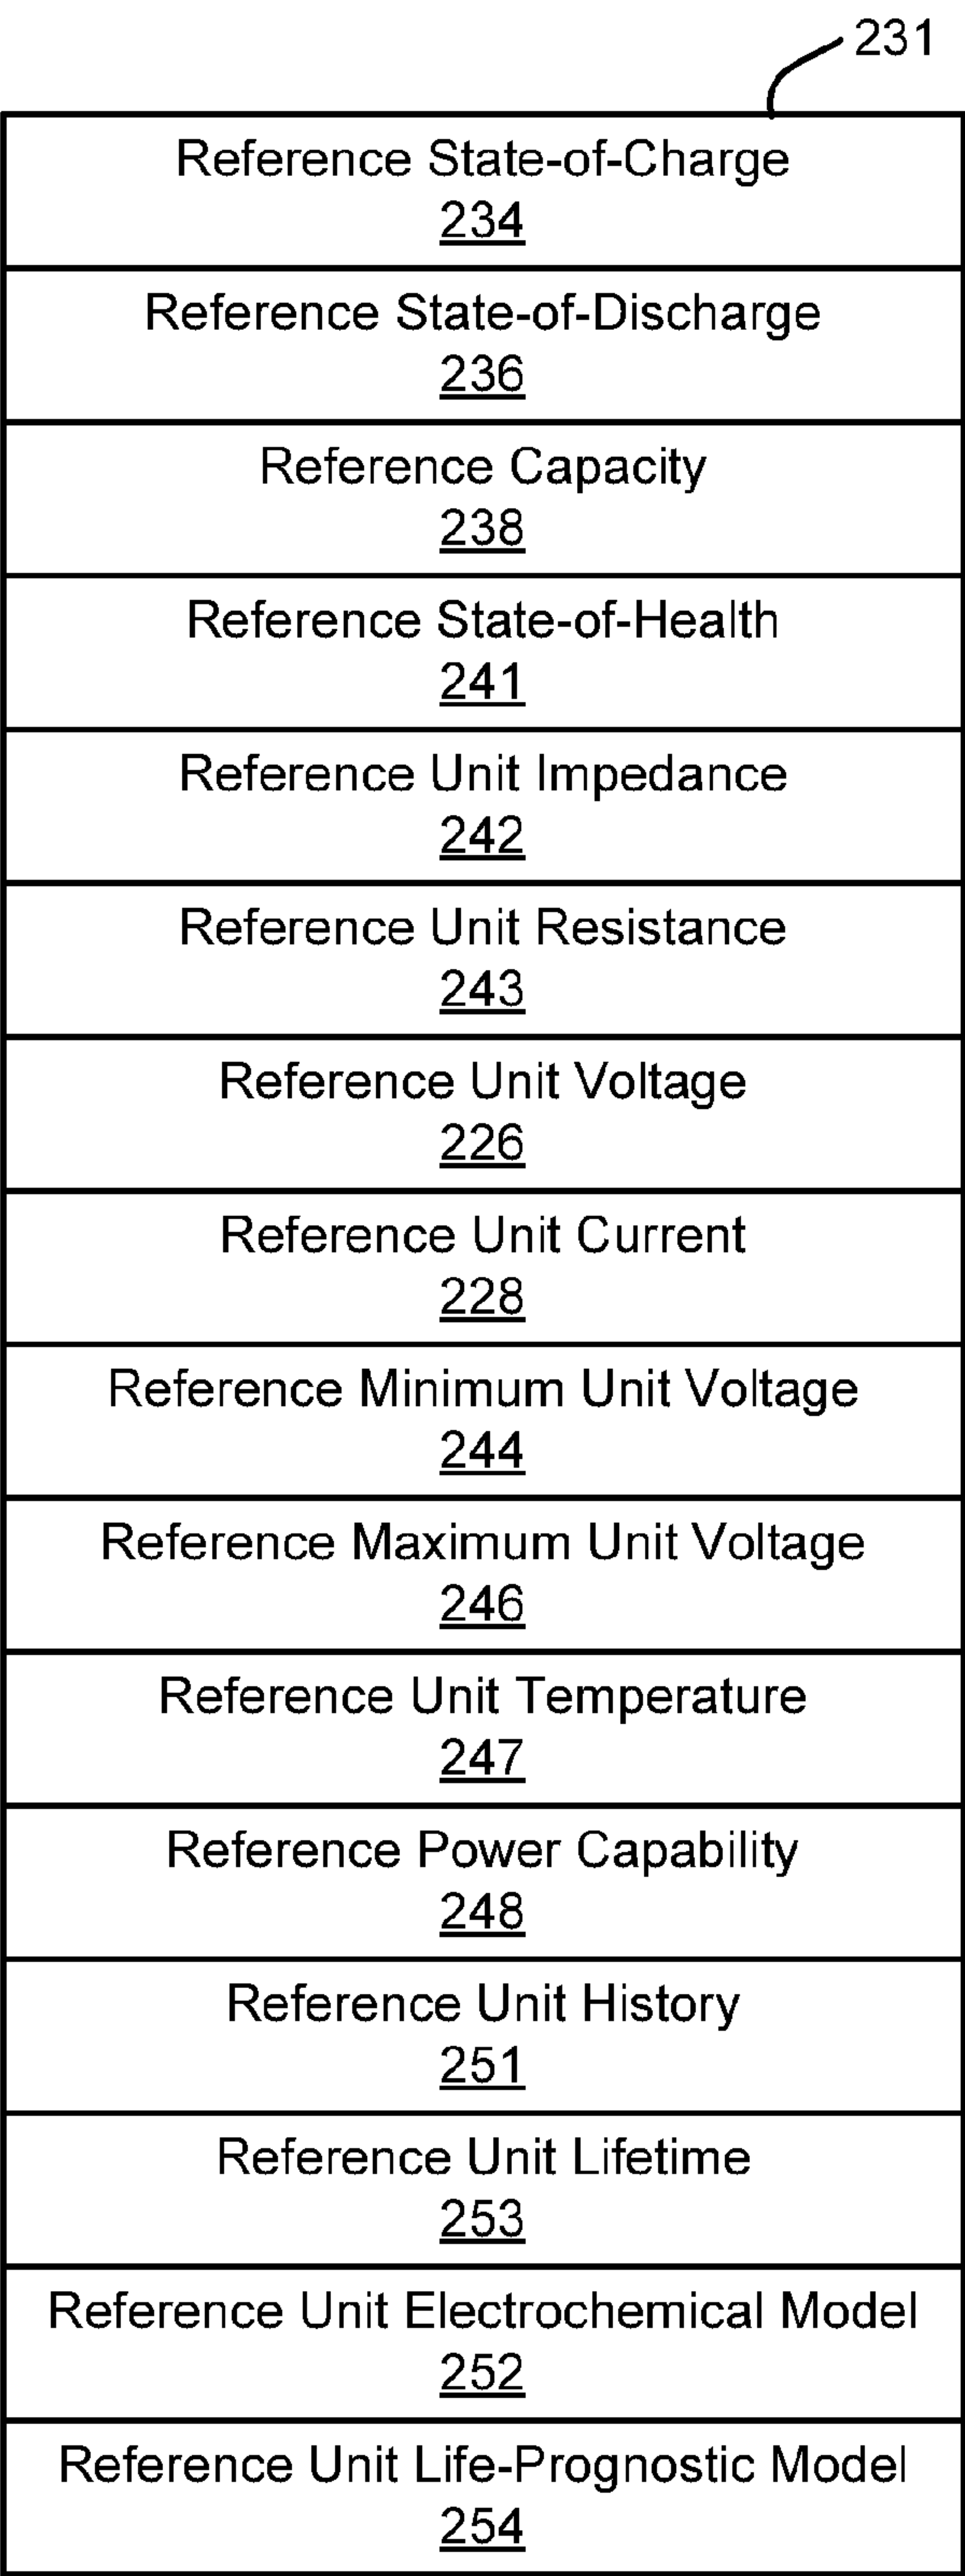 231
Reference State-of-Charge
234
Reference State-of-Discharge
236
Reference Capacity
238
Reference State-of-Health
241
Reference Unit Impedance
242
Reference Unit Resistance
243
Reference Unit Voltage
226
Reference Unit Current
228
Reference Minimum Unit Voltage
244
Reference Maximum Unit Voltage
246
Reference Unit Temperature
247
Reference Power Capability
248
Reference Unit History
251
Reference Unit Lifetime
253
Reference Unit Electrochemical Model
252
Reference Unit Life-Prognostic Model
254